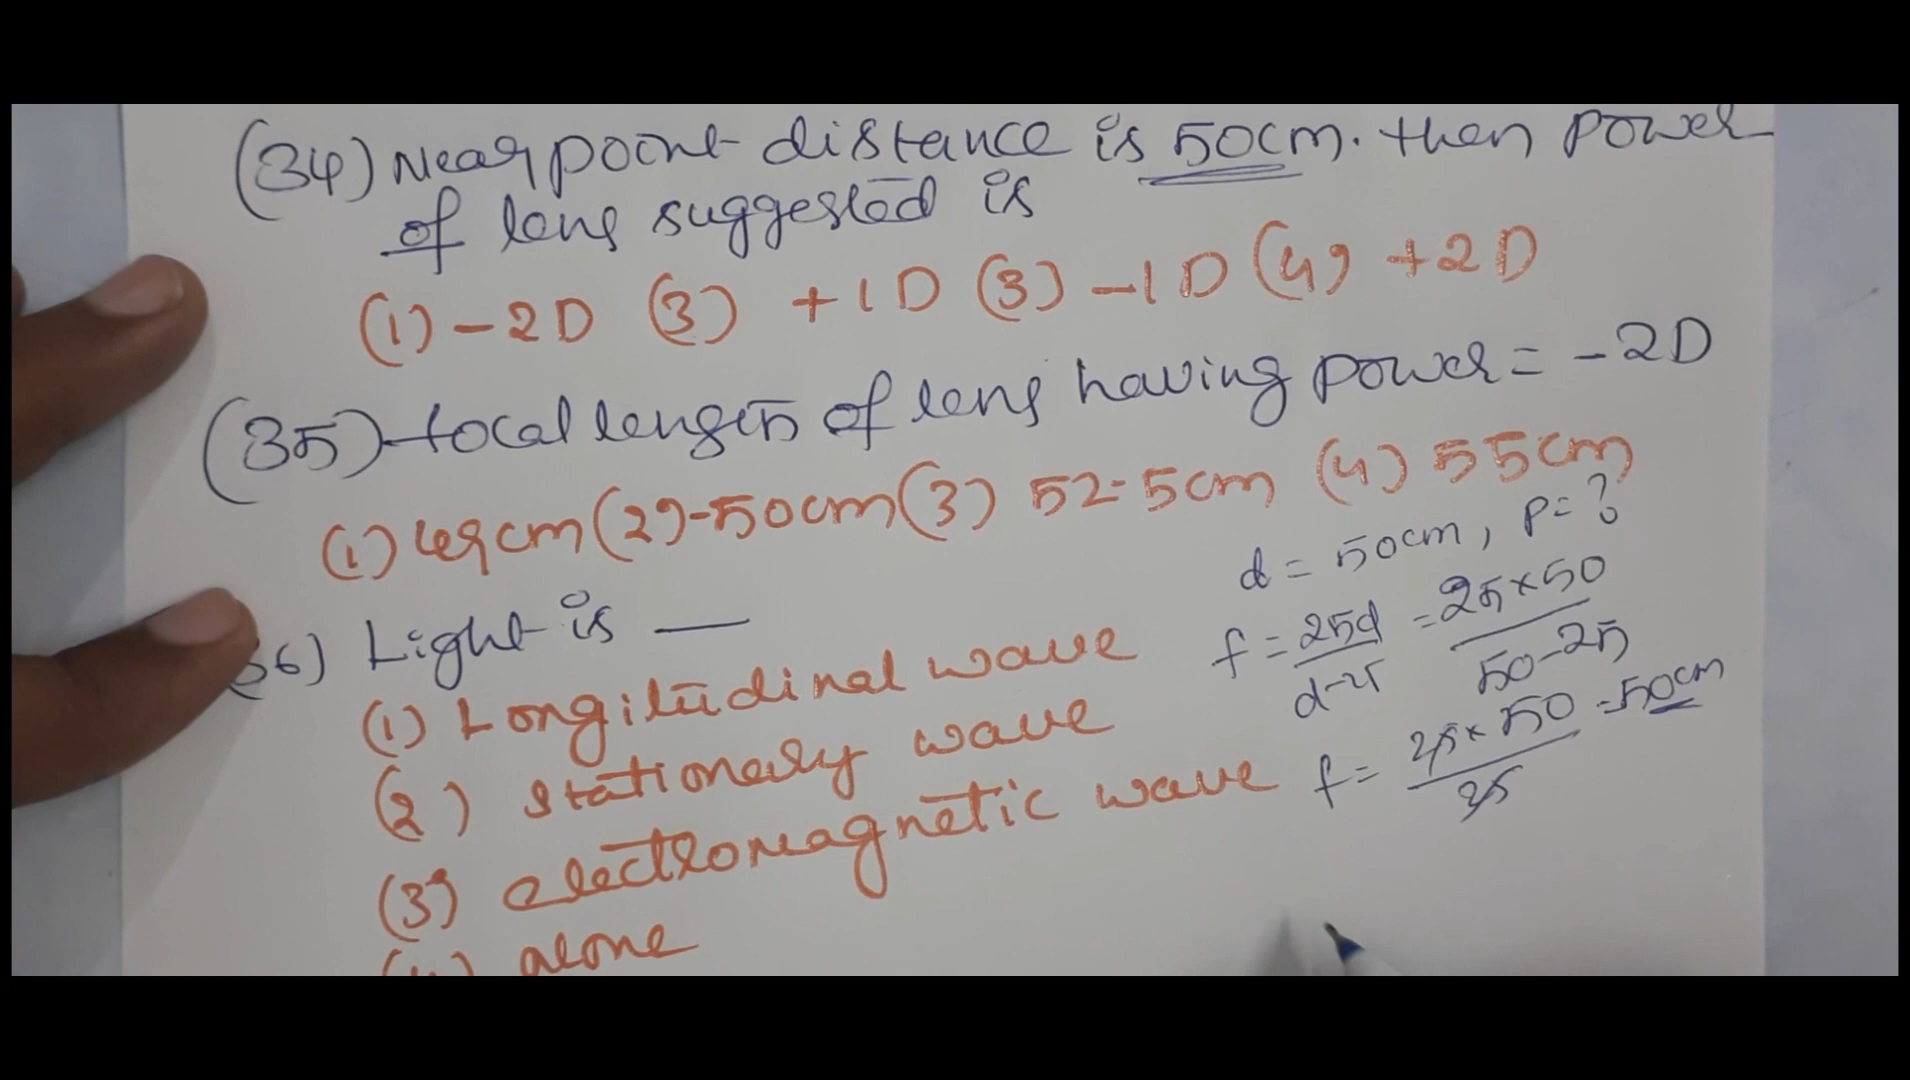 (34) Near point distance is 50cm. then power
of lens suggested is
(1) -2D (3) +1D (3) -1D (4) +2D
(35) focal length of lens having power = -2D
(1) 49cm (2) -50cm (3) 52.5cm (4) 55cm
d = 50cm, P = ?
f = 25d/d-25 = 25×50/50-25
f = 25×50/25 = 50cm
36) Light is —
(1) Longitudinal wave
(2) stationary wave
(3) electromagnetic wave
(4) alone